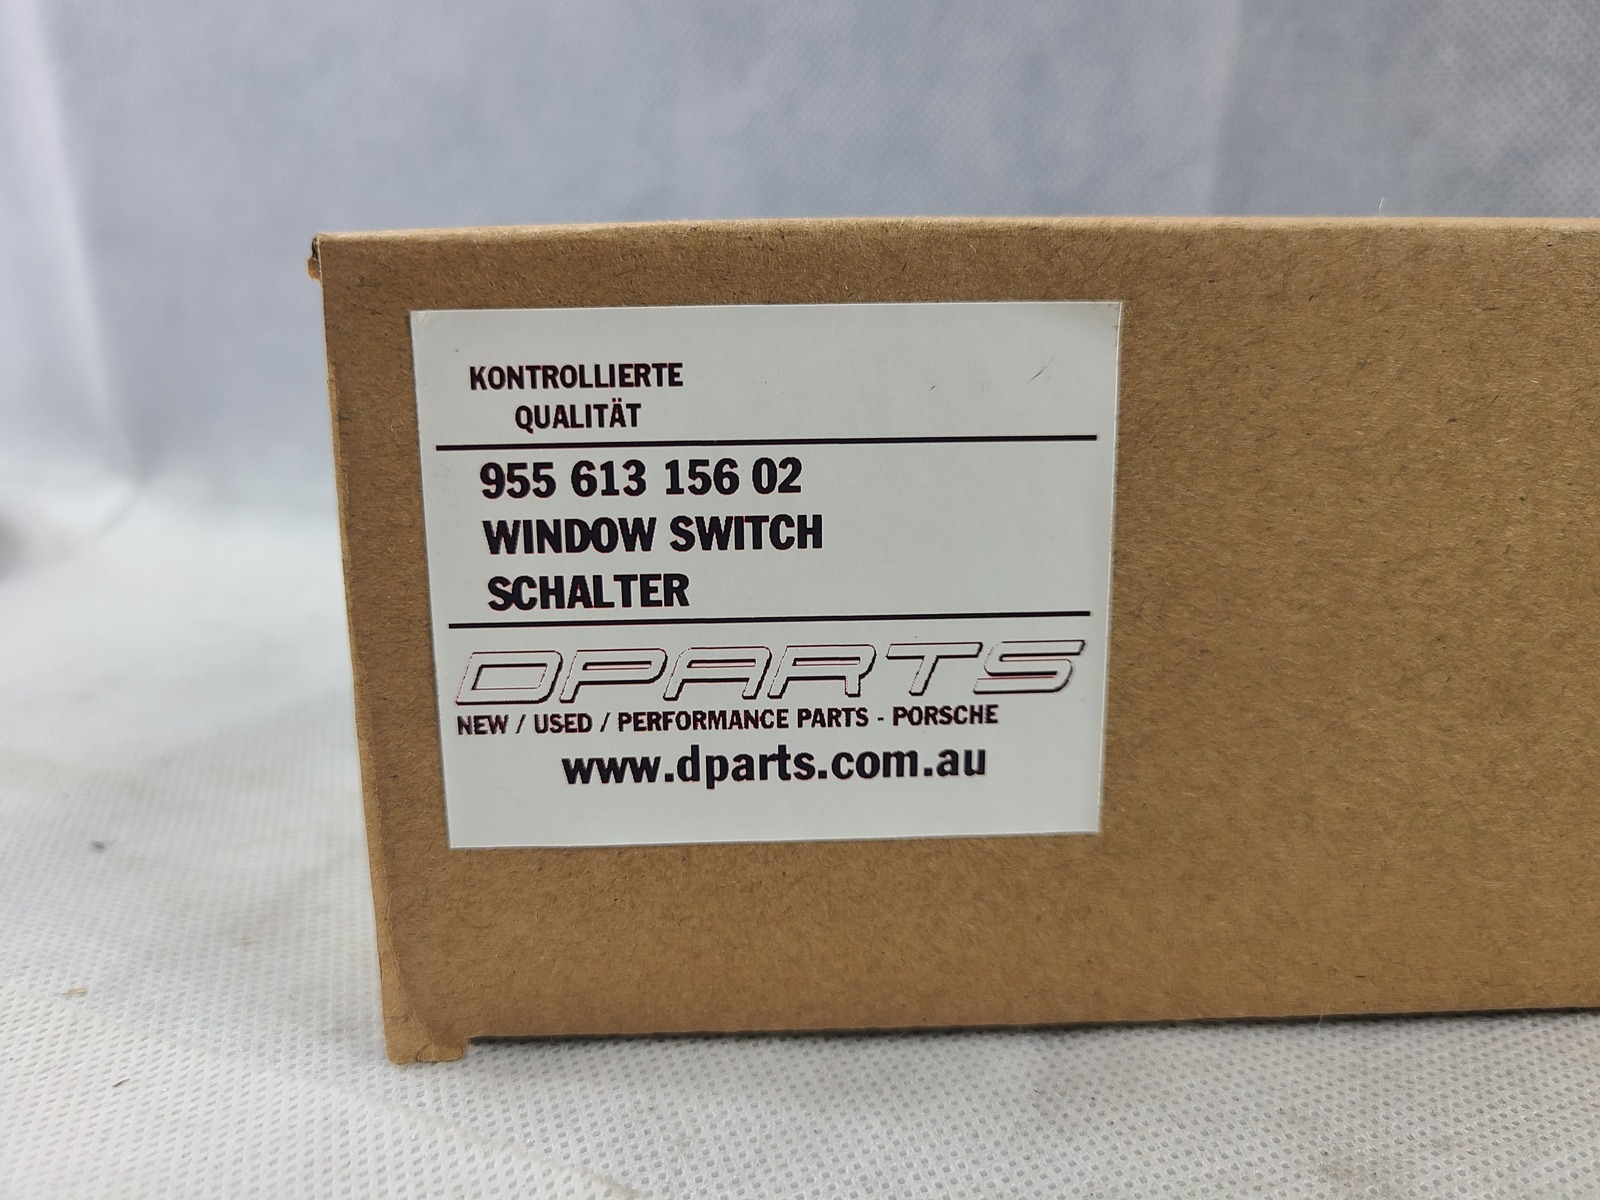 KONTROLLIERTE
QUALITÄT
955 613 156 02
WINDOW SWITCH
SCHALTER
DPARTS
NEW / USED / PERFORMANCE PARTS - PORSCHE
www.dparts.com.au